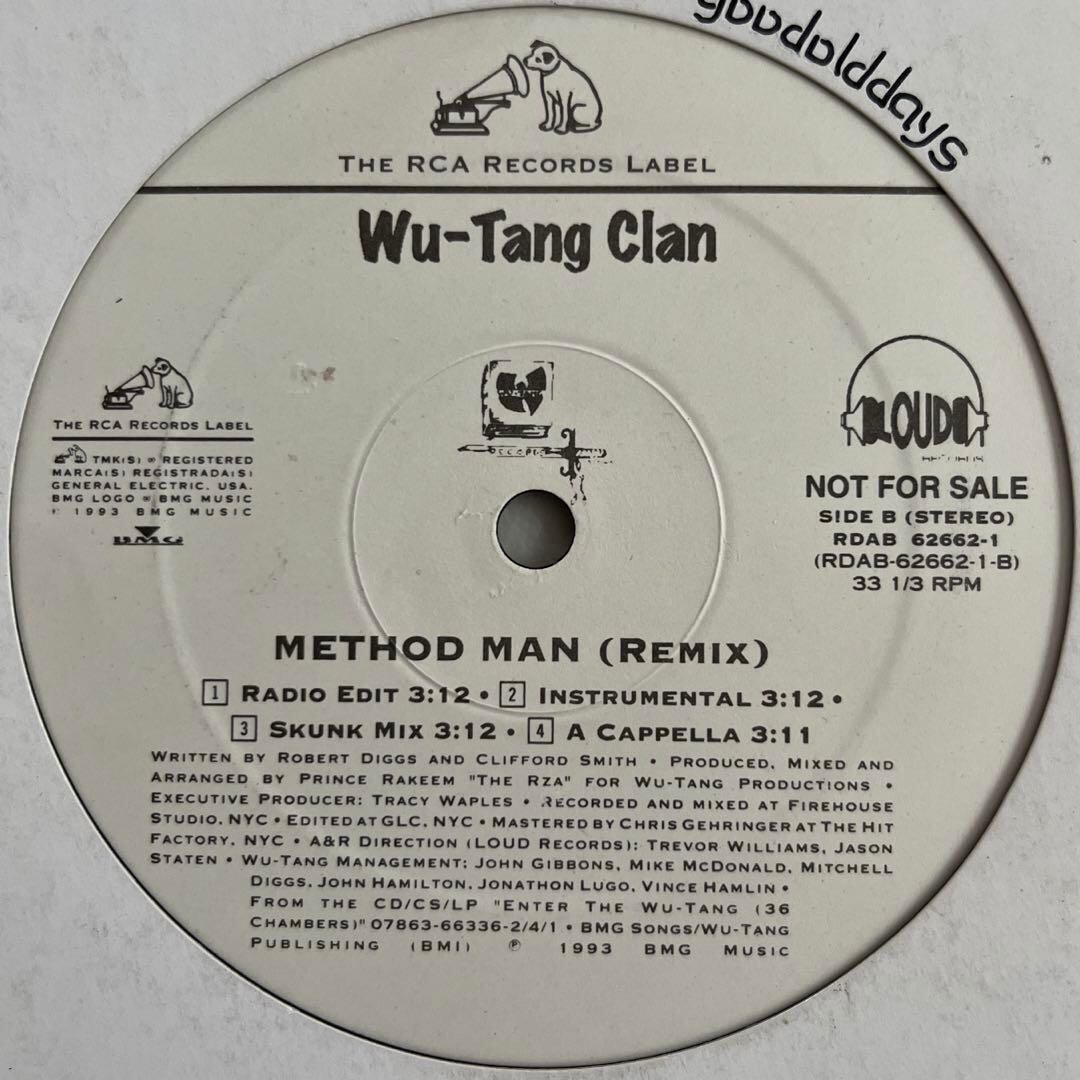 goodolddays
THE RCA RECORDS LABEL
Wu-Tang Clan
WU-TANG
THE RCA RECORDS LABEL
TMK(S) ® REGISTERED
MARCA(S) REGISTRADA(S)
GENERAL ELECTRIC, USA.
BMG LOGO ® BMG MUSIC
1993 BMG MUSIC
BMG
LOUD
RECORDS
NOT FOR SALE
SIDE B (STEREO)
RDAB 62662-1
(RDAB-62662-1-B)
33 1/3 RPM
METHOD MAN (REMIX)
1 RADIO EDIT 3:12 • 2 INSTRUMENTAL 3:12 •
3 SKUNK MIX 3:12 • 4 A CAPPELLA 3:11
WRITTEN BY ROBERT DIGGS AND CLIFFORD SMITH • PRODUCED, MIXED AND
ARRANGED BY PRINCE RAKEEM "THE RZA" FOR WU-TANG PRODUCTIONS •
EXECUTIVE PRODUCER: TRACY WAPLES • RECORDED AND MIXED AT FIREHOUSE
STUDIO, NYC • EDITED AT GLC, NYC • MASTERED BY CHRIS GEHRINGER AT THE HIT
FACTORY, NYC • A&R DIRECTION (LOUD RECORDS): TREVOR WILLIAMS, JASON
STATEN • WU-TANG MANAGEMENT: JOHN GIBBONS, MIKE MCDONALD, MITCHELL
DIGGS, JOHN HAMILTON, JONATHON LUGO, VINCE HAMLIN •
FROM THE CD/CS/LP "ENTER THE WU-TANG (36
CHAMBERS)" 07863-66336-2/4/1 • BMG SONGS/WU-TANG
PUBLISHING (BMI) ℗ 1993 BMG MUSIC